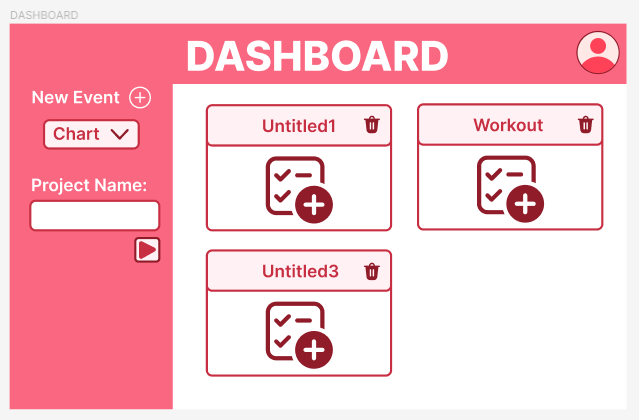 DASHBOARD
DASHBOARD
New Event
Chart
Project Name:
Untitled1
Workout
Untitled3